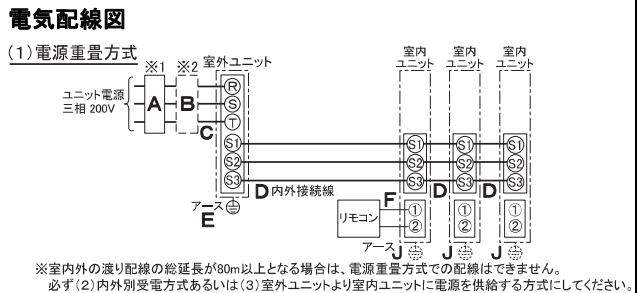 電気配線図
(1)電源重畳方式
※1
※2
室外ユニット
室内
ユニット
室内
ユニット
室内
ユニット
ユニット電源
三相 200V
A
B
C
R
S
T
S1
S2
S3
S1
S2
S3
S1
S2
S3
S1
S2
S3
D 内外接続線
D
D
アース
E
リモコン
F
①
②
①
②
①
②
アース
J
J
J
※室内外の渡り配線の総延長が80m以上となる場合は、電源重畳方式での配線はできません。
必ず(2)内外別受電方式あるいは(3)室外ユニットより室内ユニットに電源を供給する方式にしてください。